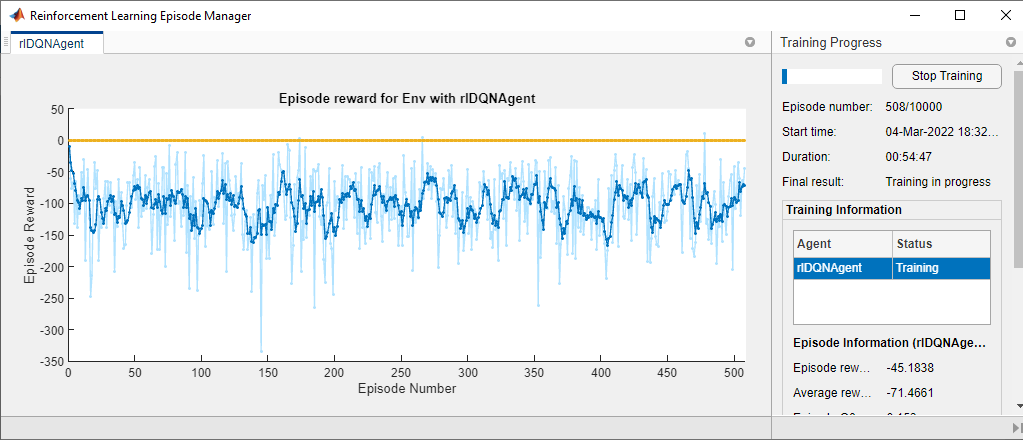 Reinforcement Learning Episode Manager
rlDQNAgent
Episode reward for Env with rlDQNAgent
Episode Reward
50
0
-50
-100
-150
-200
-250
-300
-350
0 50 100 150 200 250 300 350 400 450 500
Episode Number
Training Progress
Stop Training
Episode number: 508/10000
Start time: 04-Mar-2022 18:32...
Duration: 00:54:47
Final result: Training in progress
Training Information
Agent Status
rlDQNAgent Training
Episode Information (rlDQNAge...
Episode rew... -45.1838
Average rew... -71.4661